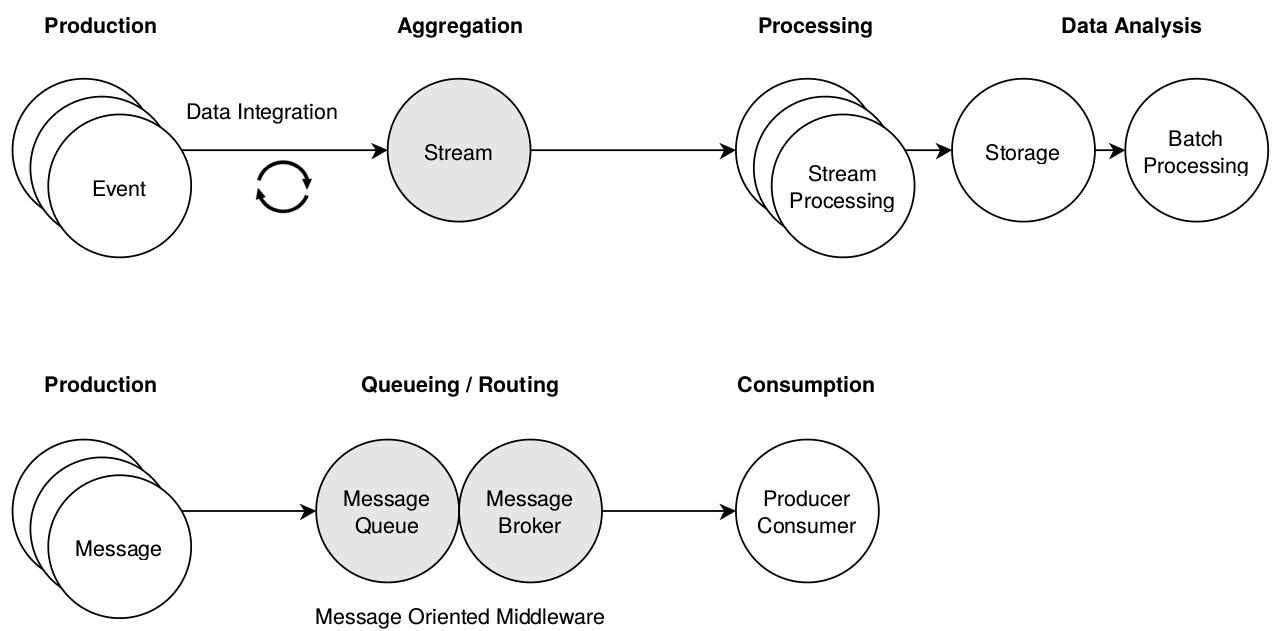 Production
Aggregation
Processing
Data Analysis
Data Integration
Event
Stream
Stream
Processing
Storage
Batch
Processing
Production
Queueing / Routing
Consumption
Message
Message
Queue
Message
Broker
Producer
Consumer
Message Oriented Middleware